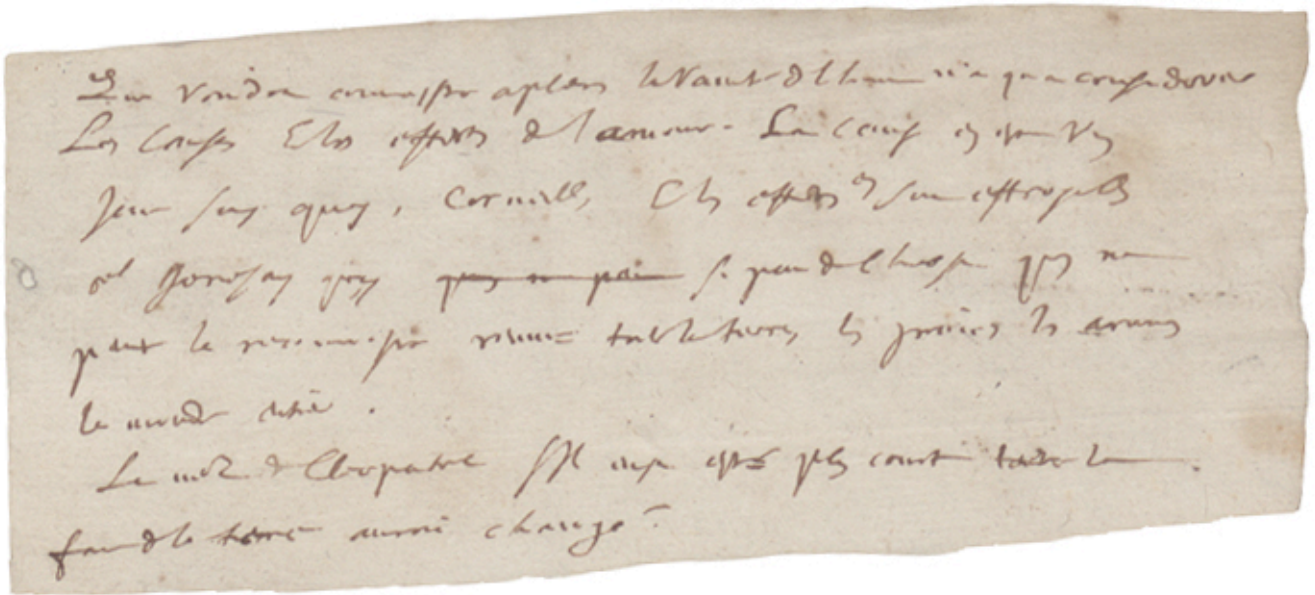 Qui voudra connoistre a plein la vanité de l'homme n'a qu'a considerer
Les causes et les effects de l'amour. La cause en est un
Je ne sçay quoy, Corneille, et les effects en sont effroyables
et ce Je ne sçay quoy si peu de chose qu'on ne
peut le reconnoistre remue toute la terre, les princes les armées
le monde entier.
Le nez de Cleopatre s'il eust esté plus court toute la
face de la terre auroit changé.